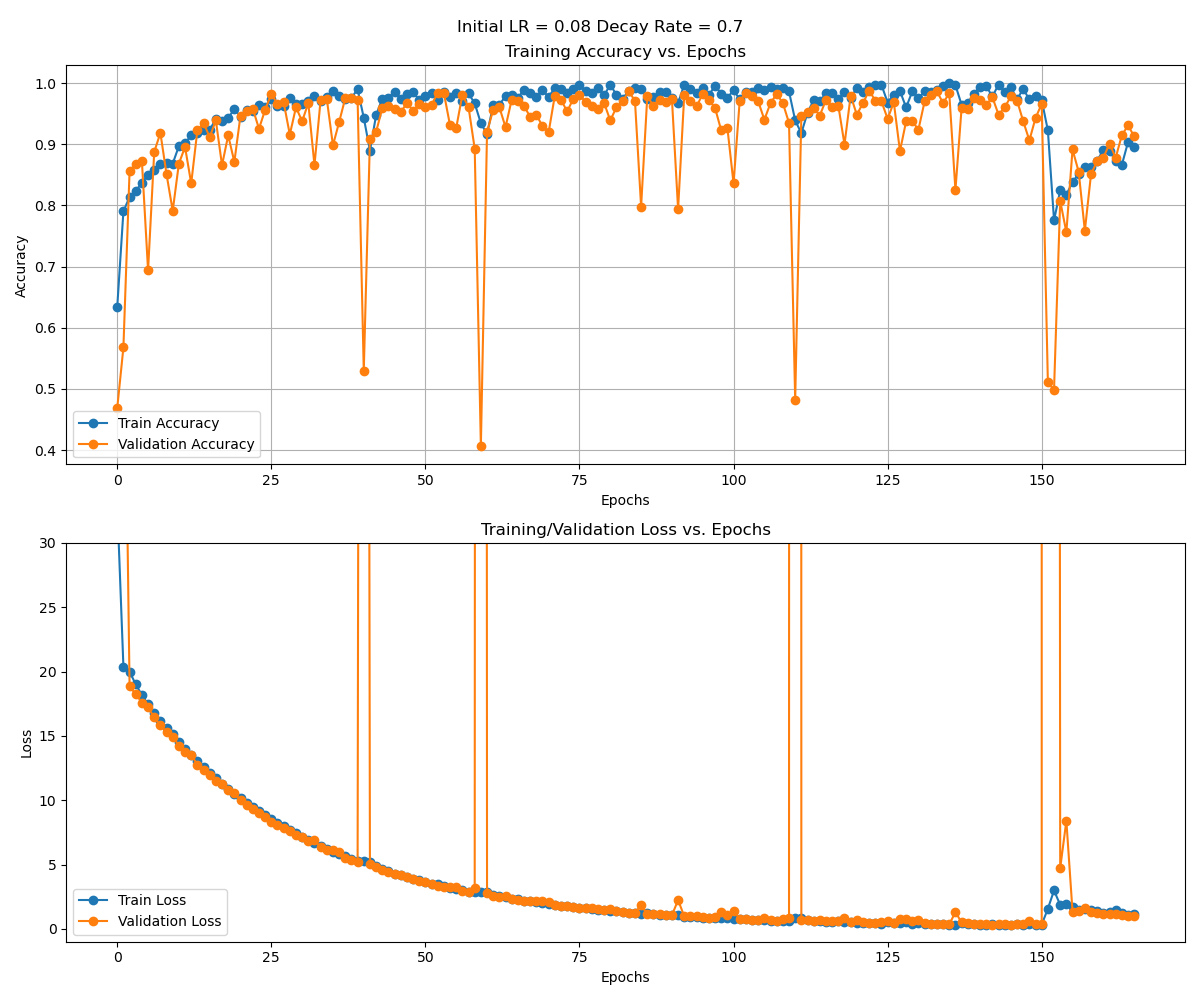 Initial LR = 0.08 Decay Rate = 0.7
Training Accuracy vs. Epochs
1.0
0.9
0.8
0.7
0.6
0.5
0.4
Accuracy
Train Accuracy
Validation Accuracy
0 25 50 75 100 125 150
Epochs
Training/Validation Loss vs. Epochs
30
25
20
15
10
5
0
Loss
Train Loss
Validation Loss
0 25 50 75 100 125 150
Epochs